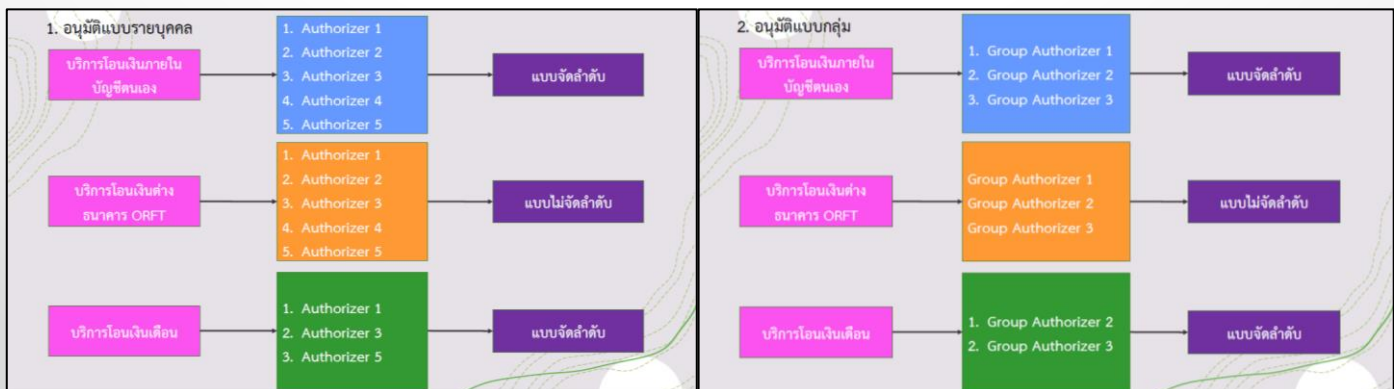 1. อนุมัติแบบรายบุคคล
บริการโอนเงินภายใน
บัญชีตนเอง
1. Authorizer 1
2. Authorizer 2
3. Authorizer 3
4. Authorizer 4
5. Authorizer 5
แบบจัดลำดับ
บริการโอนเงินต่าง
ธนาคาร ORFT
1. Authorizer 1
2. Authorizer 2
3. Authorizer 3
4. Authorizer 4
5. Authorizer 5
แบบไม่จัดลำดับ
บริการโอนเงินเดือน
1. Authorizer 1
2. Authorizer 3
3. Authorizer 5
แบบจัดลำดับ
2. อนุมัติแบบกลุ่ม
บริการโอนเงินภายใน
บัญชีตนเอง
1. Group Authorizer 1
2. Group Authorizer 2
3. Group Authorizer 3
แบบจัดลำดับ
บริการโอนเงินต่าง
ธนาคาร ORFT
Group Authorizer 1
Group Authorizer 2
Group Authorizer 3
แบบไม่จัดลำดับ
บริการโอนเงินเดือน
1. Group Authorizer 2
2. Group Authorizer 3
แบบจัดลำดับ